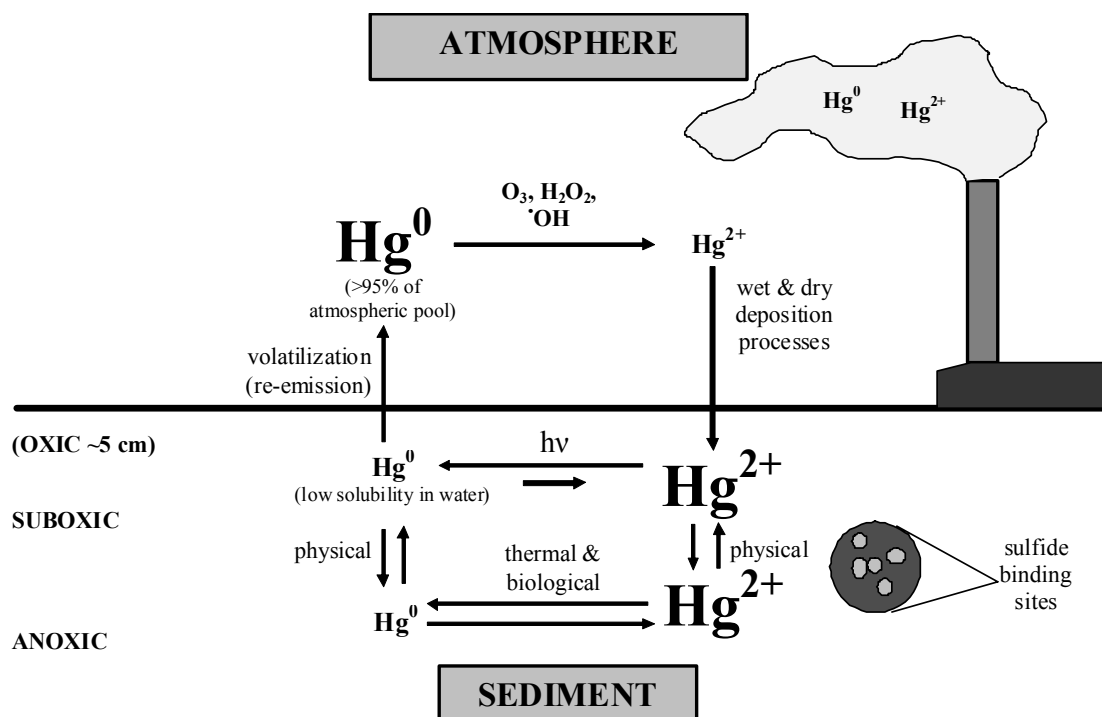 ATMOSPHERE
Hg⁰
Hg²⁺
O₃, H₂O₂,
˙OH
Hg⁰
Hg²⁺
(>95% of
atmospheric pool)
wet & dry
deposition
processes
volatilization
(re-emission)
(OXIC ~5 cm)
hν
Hg⁰
(low solubility in water)
Hg²⁺
SUBOXIC
physical
thermal &
biological
physical
sulfide
binding
sites
Hg⁰
Hg²⁺
ANOXIC
SEDIMENT